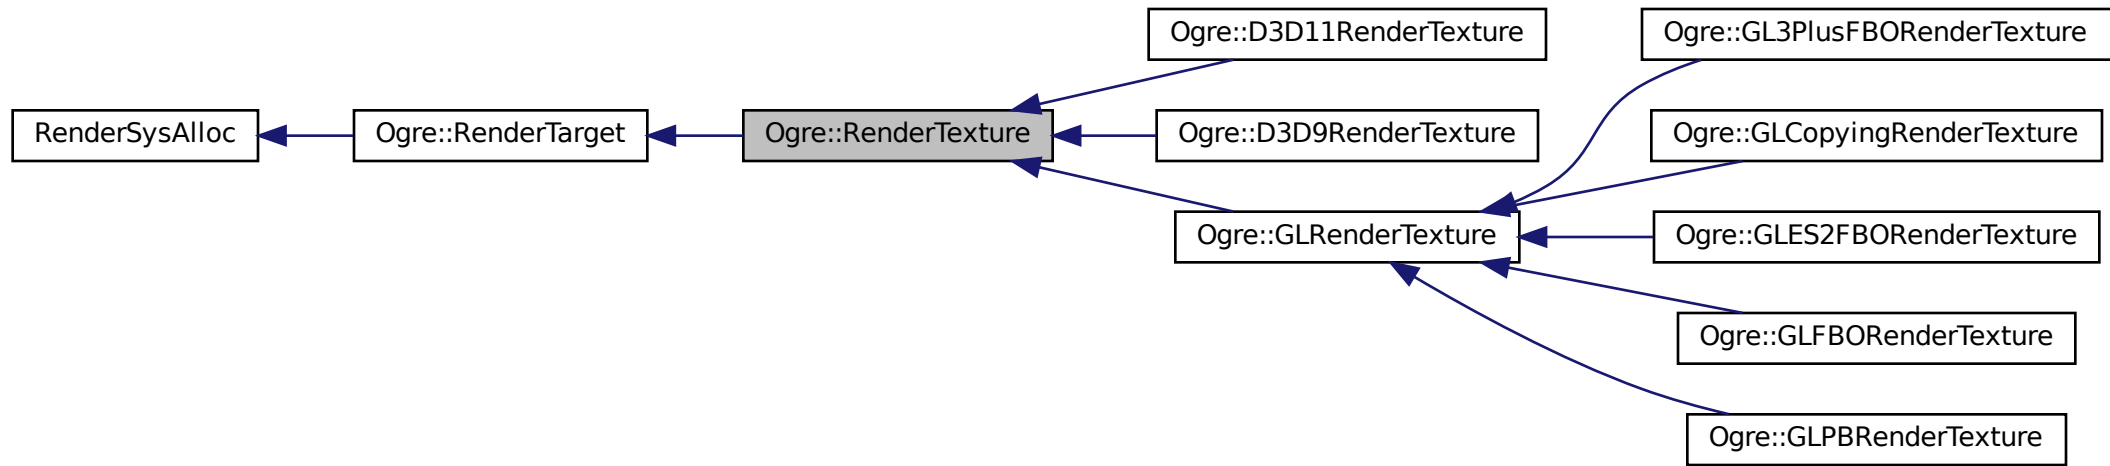 Ogre::D3D11RenderTexture
Ogre::GL3PlusFBORenderTexture
RenderSysAlloc
Ogre::RenderTarget
Ogre::RenderTexture
Ogre::D3D9RenderTexture
Ogre::GLCopyingRenderTexture
Ogre::GLRenderTexture
Ogre::GLES2FBORenderTexture
Ogre::GLFBORenderTexture
Ogre::GLPBRenderTexture